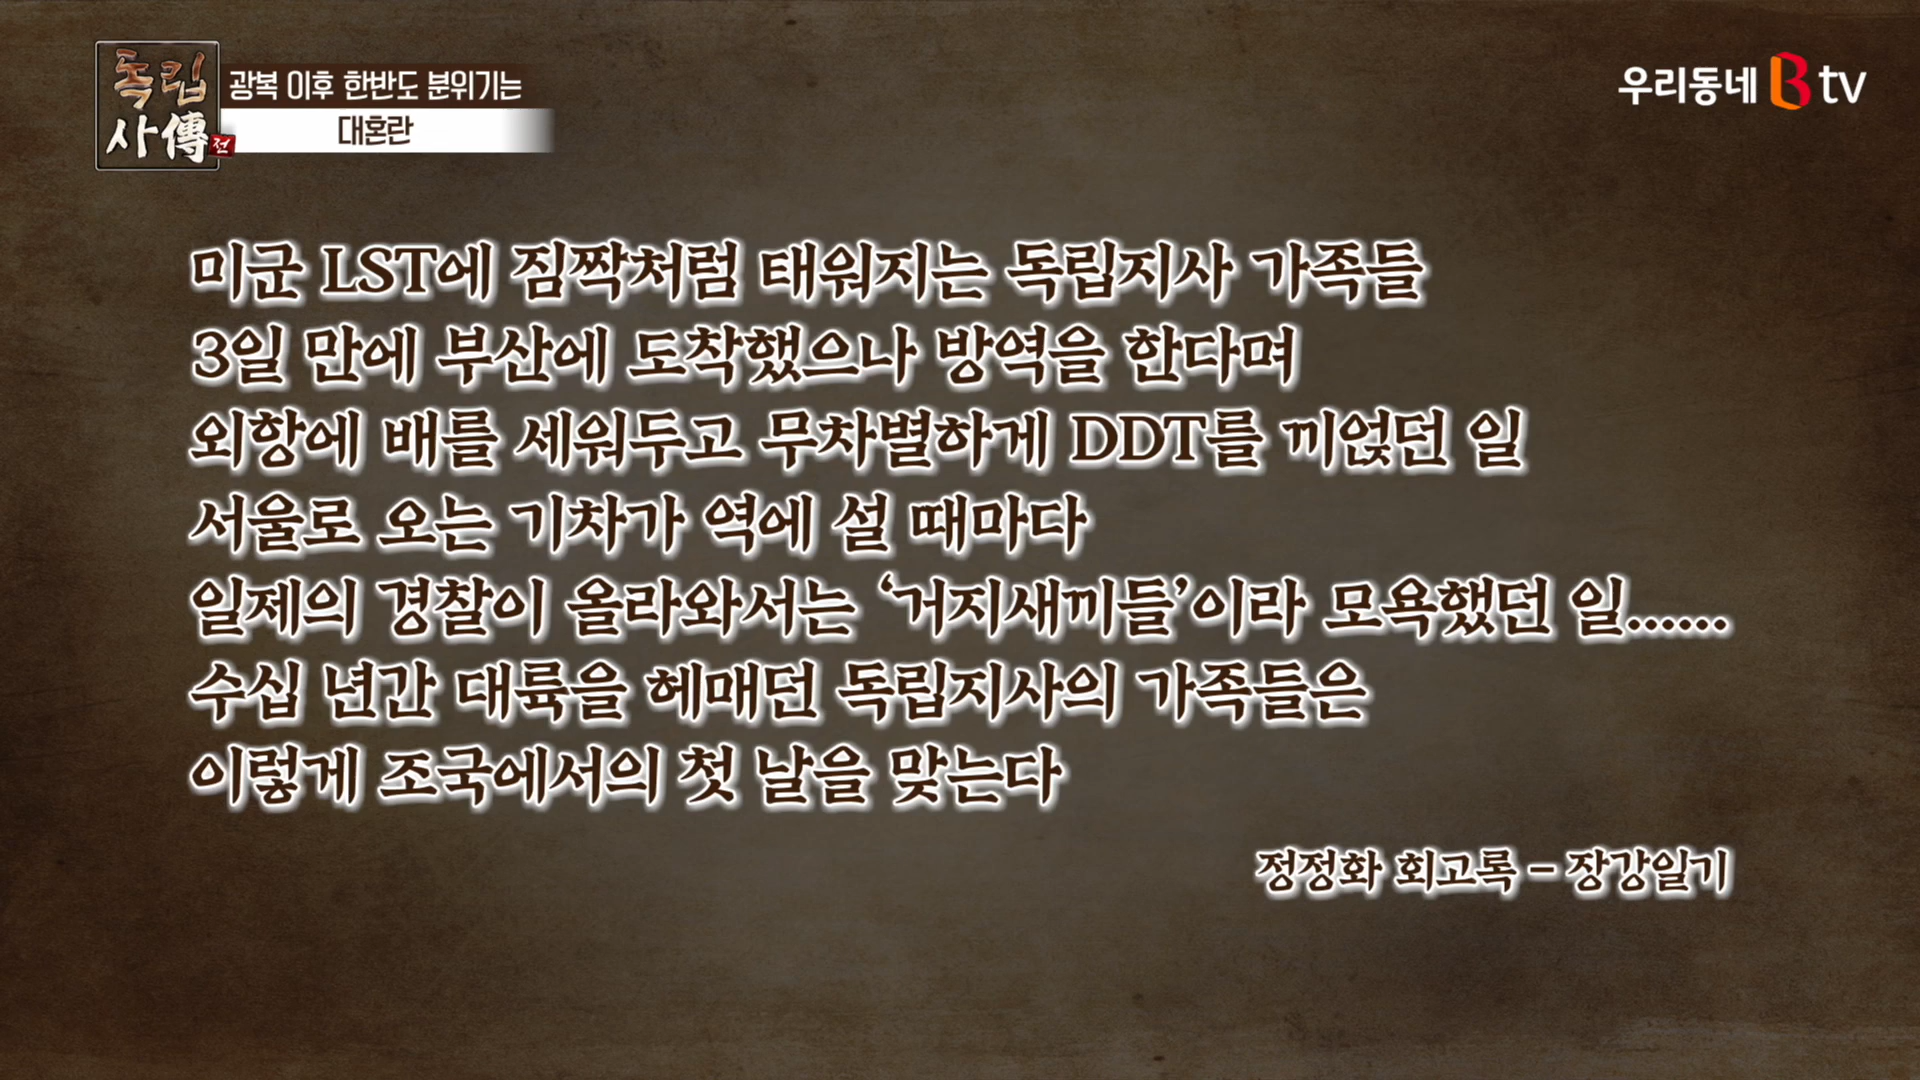 독립
사傳전
광복 이후 한반도 분위기는
대혼란
우리동네 B tv
미군 LST에 짐짝처럼 태워지는 독립지사 가족들
3일 만에 부산에 도착했으나 방역을 한다며
외항에 배를 세워두고 무차별하게 DDT를 끼얹던 일
서울로 오는 기차가 역에 설 때마다
일제의 경찰이 올라와서는 ‘거지새끼들’이라 모욕했던 일......
수십 년간 대륙을 헤매던 독립지사의 가족들은
이렇게 조국에서의 첫 날을 맞는다
정정화 회고록 – 장강일기